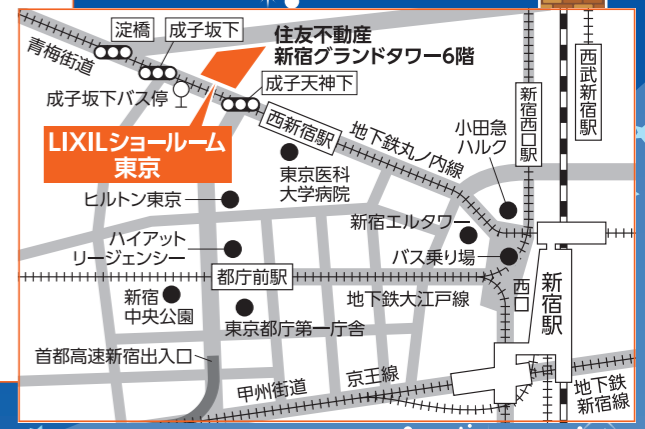 淀橋
成子坂下
住友不動産
新宿グランドタワー6階
青梅街道
成子坂下バス停
成子天神下
LIXILショールーム
東京
西新宿駅
地下鉄丸ノ内線
小田急
ハルク
新宿西口駅
西武新宿駅
東京医科
大学病院
ヒルトン東京
新宿エルタワー
ハイアット
リージェンシー
バス乗り場
都庁前駅
地下鉄大江戸線
西口
新宿駅
新宿
中央公園
東京都庁第一庁舎
首都高速新宿出入口
甲州街道
京王線
地下鉄
新宿線